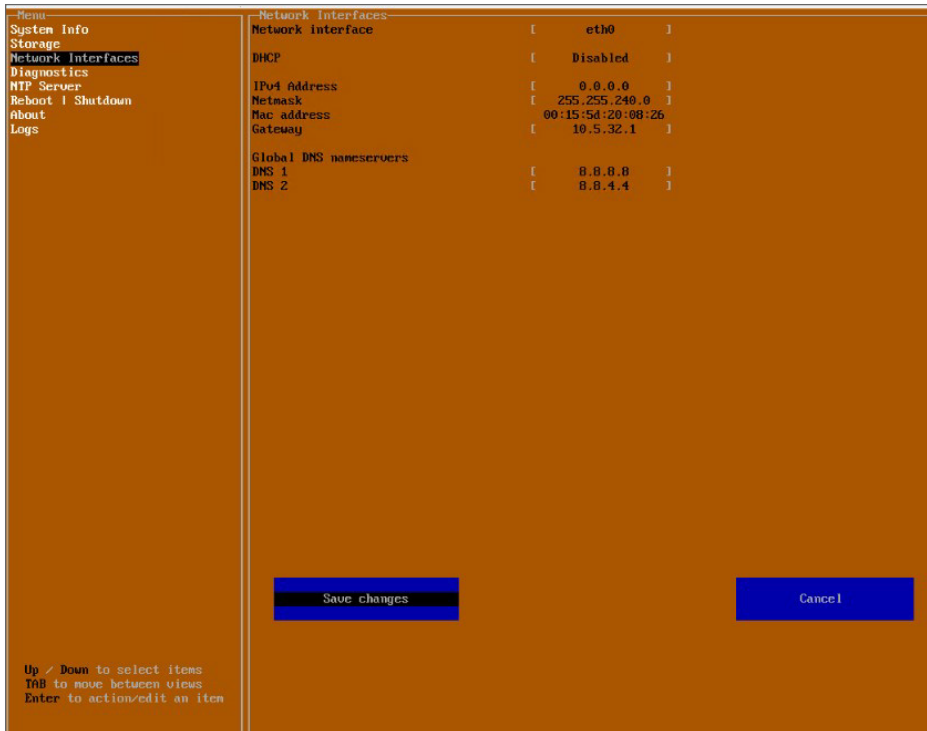 Menu
System Info
Storage
Network Interfaces
Diagnostics
NTP Server
Reboot | Shutdown
About
Logs
Up / Down to select items
TAB to move between views
Enter to action/edit an item
Network Interfaces
Network interface [ eth0 ]
DHCP [ Disabled ]
IPv4 Address [ 0.0.0.0 ]
Netmask [ 255.255.240.0 ]
Mac address 00:15:5d:20:08:26
Gateway [ 10.5.32.1 ]
Global DNS nameservers
DNS 1 [ 8.8.8.8 ]
DNS 2 [ 8.8.4.4 ]
Save changes
Cancel